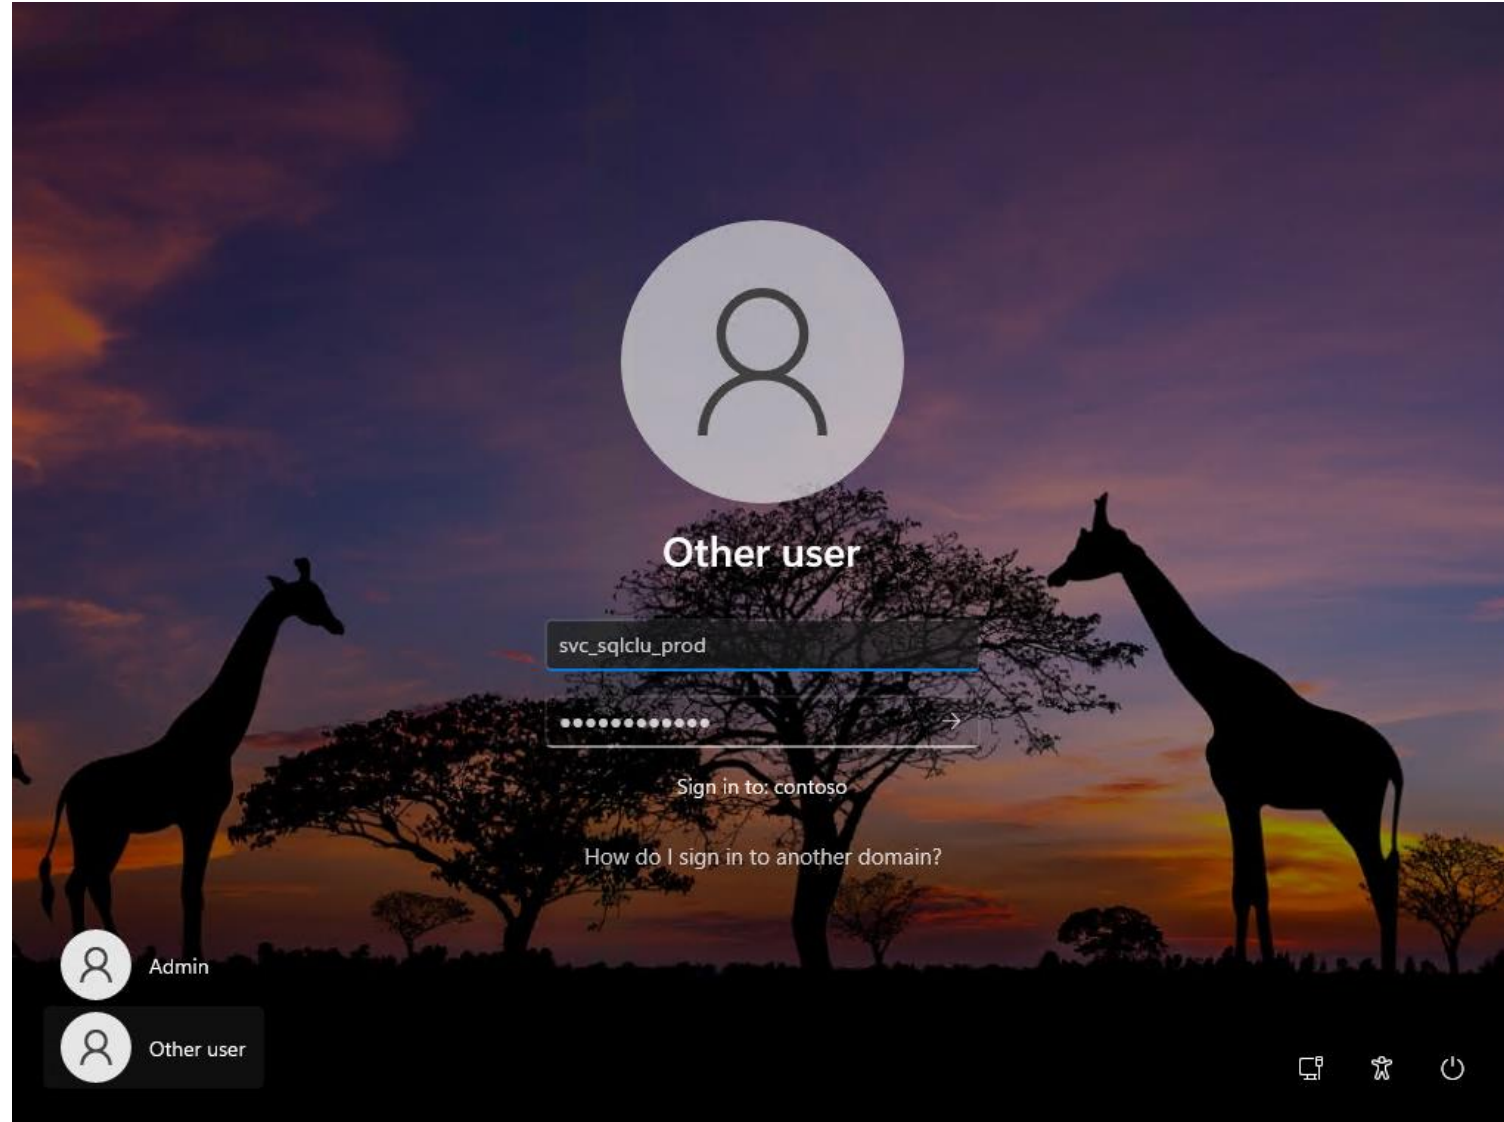 Other user
svc_sqlclu_prod
••••••••••••
Sign in to: contoso
How do I sign in to another domain?
Admin
Other user